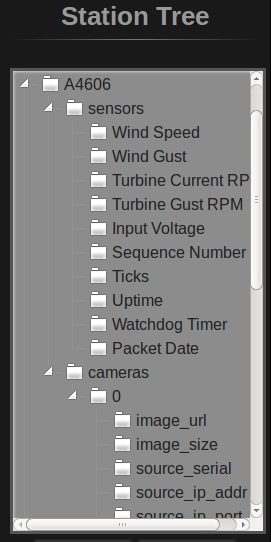 Station Tree
A4606
sensors
Wind Speed
Wind Gust
Turbine Current RP
Turbine Gust RPM
Input Voltage
Sequence Number
Ticks
Uptime
Watchdog Timer
Packet Date
cameras
0
image_url
image_size
source_serial
source_ip_addr
source_ip_port